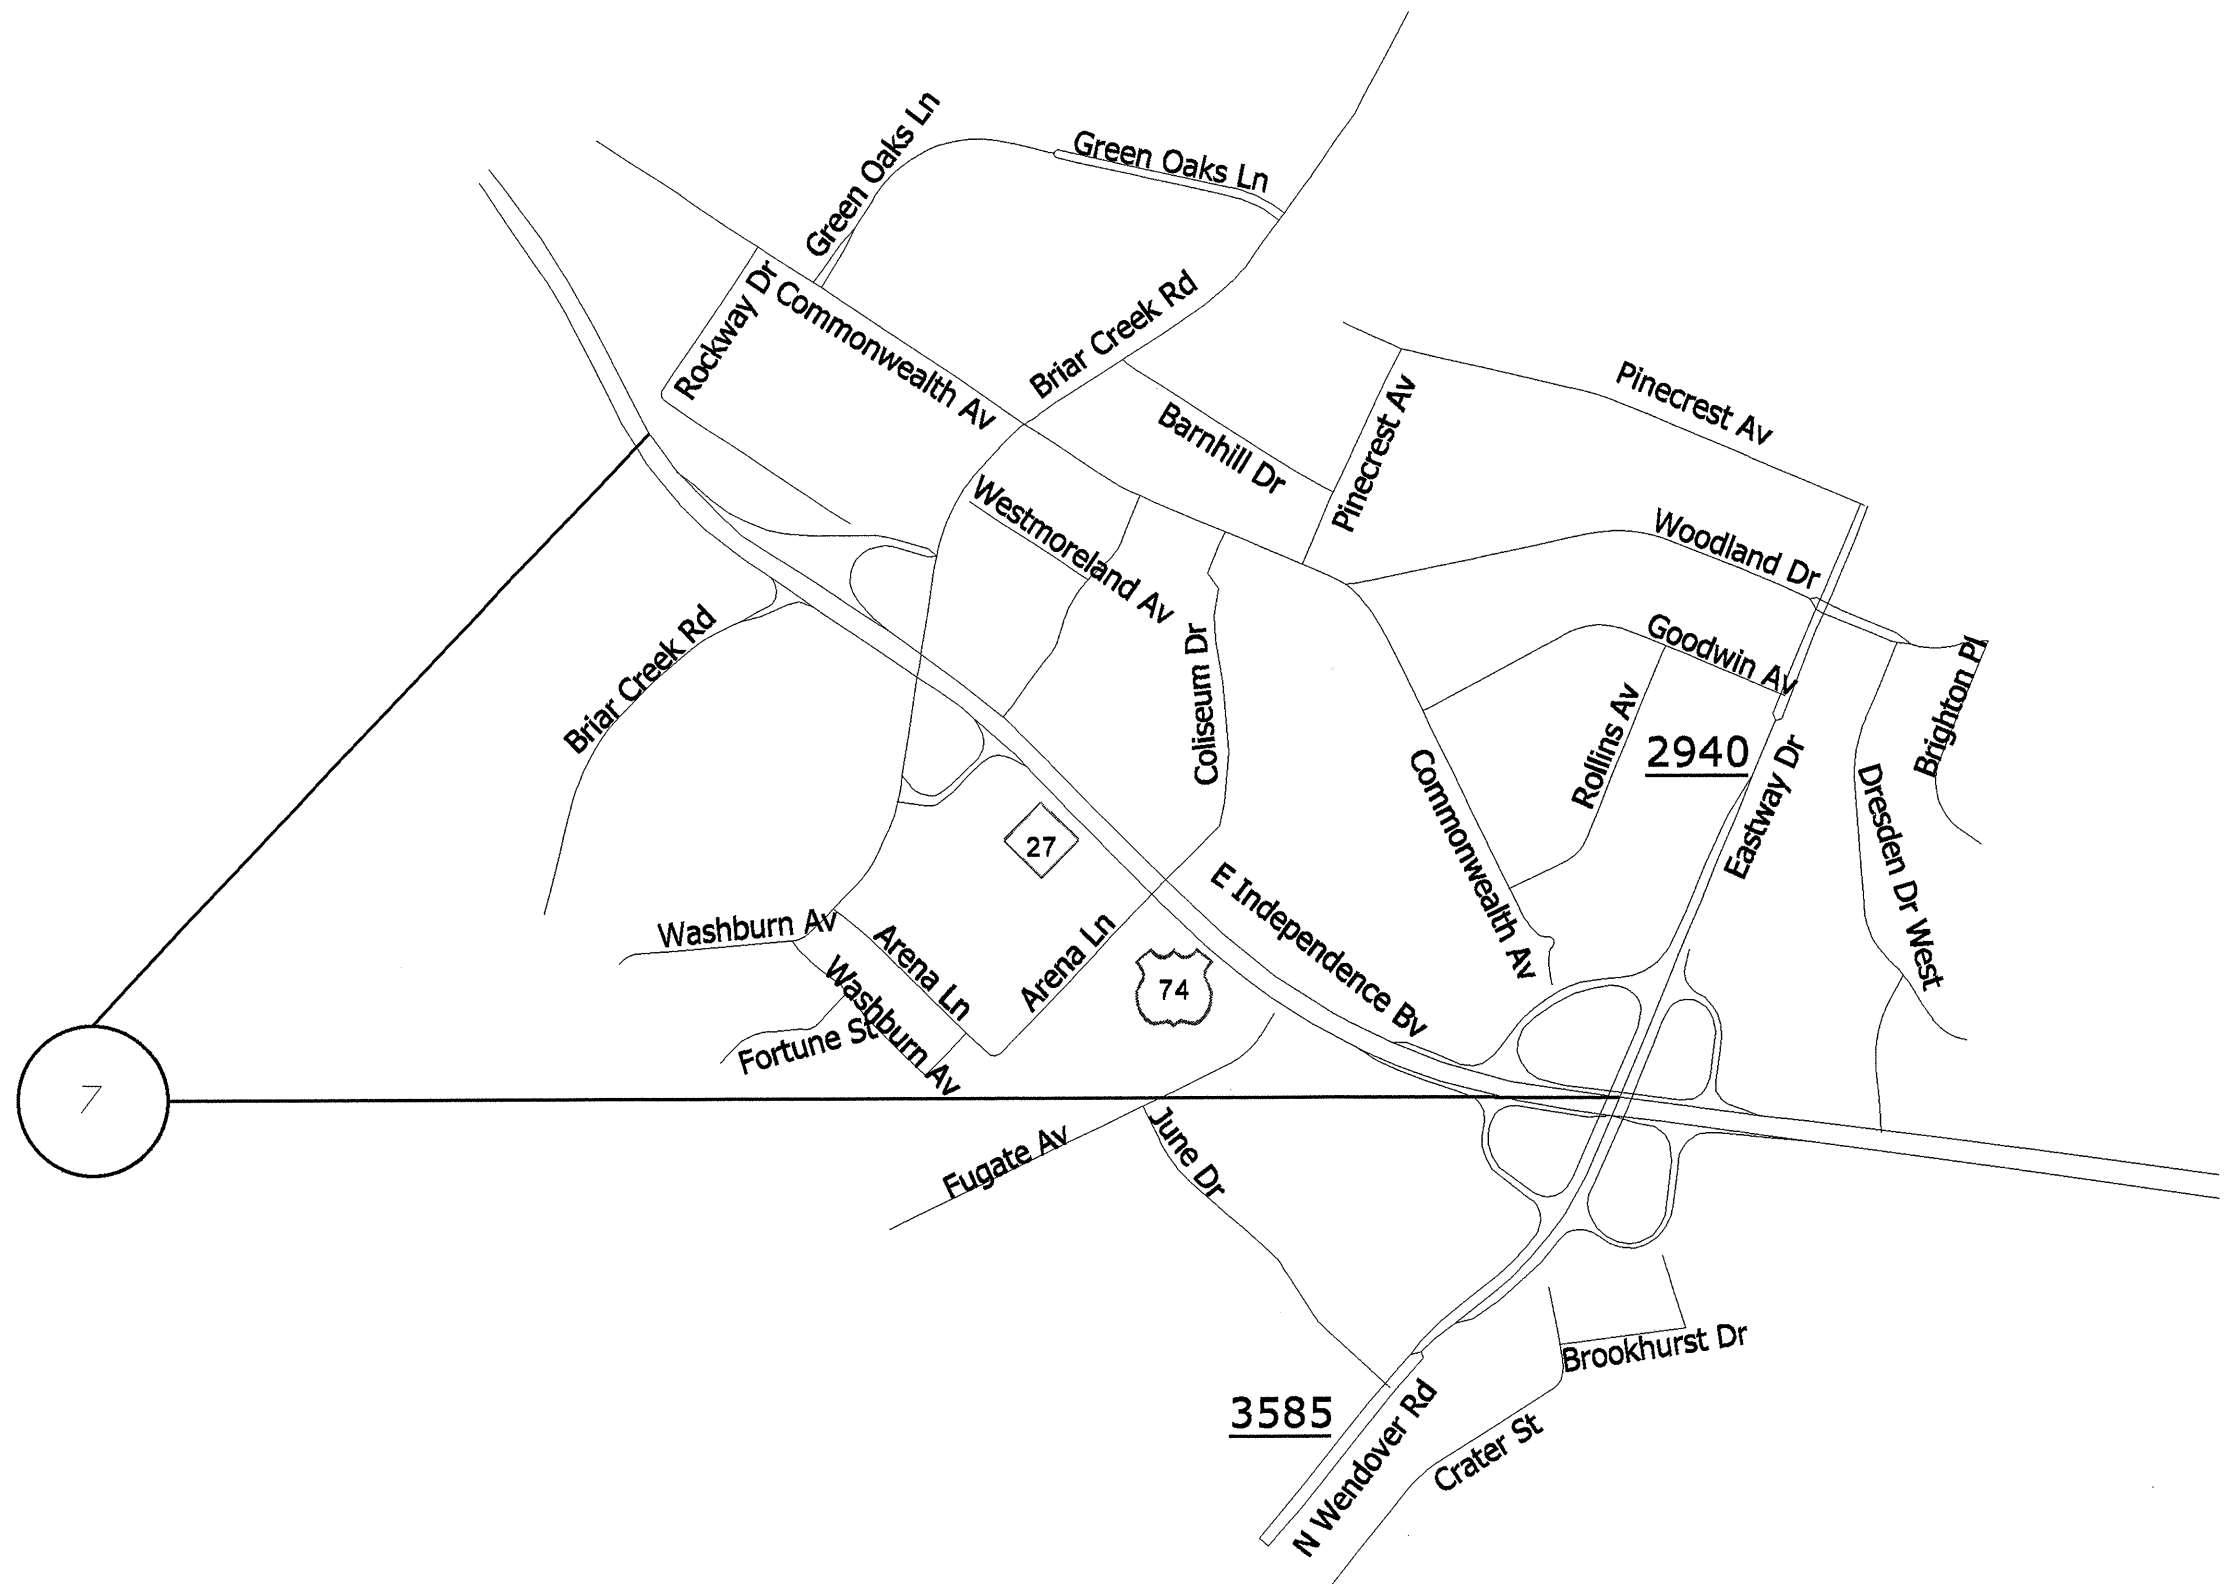 Green Oaks Ln
Green Oaks Ln
Rockway Dr
Commonwealth Av
Briar Creek Rd
Barnhill Dr
Pinecrest Av
Pinecrest Av
Westmoreland Av
Woodland Dr
Goodwin Av
Brighton Pl
Briar Creek Rd
Coliseum Dr
Rollins Av
2940
Eastway Dr
Commonwealth Av
Dresden Dr West
27
E Independence Bv
Washburn Av
Arena Ln
Arena Ln
74
Washburn Av
Fortune St
7
Fugate Av
June Dr
Brookhurst Dr
3585
N Wendover Rd
Crater St